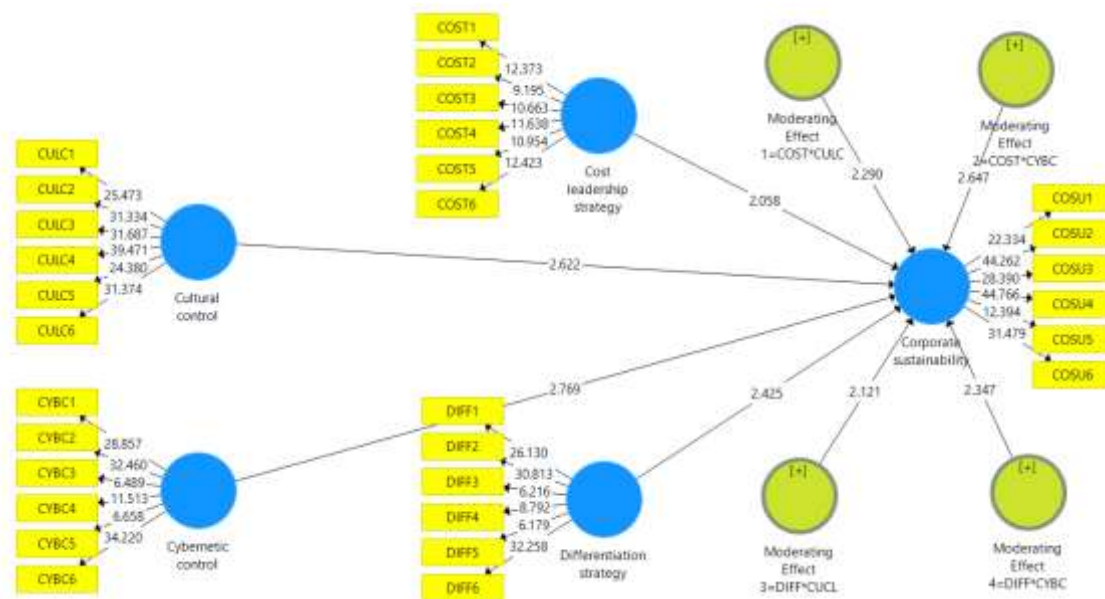 COST1
COST2
COST3
COST4
COST5
COST6
12.373
9.195
10.663
11.638
10.954
12.423
Cost
leadership
strategy
[+]
Moderating
Effect
1=COST*CULC
[+]
Moderating
Effect
2=COST*CYBC
2.290
2.647
2.058
CULC1
CULC2
CULC3
CULC4
CULC5
CULC6
25.473
31.334
31.687
39.471
24.380
31.374
Cultural
control
2.622
COSU1
COSU2
COSU3
COSU4
COSU5
COSU6
22.334
44.262
28.390
44.766
12.394
31.479
Corporate
sustainability
CYBC1
CYBC2
CYBC3
CYBC4
CYBC5
CYBC6
28.857
32.460
6.489
11.513
6.658
34.220
Cybernetic
control
2.769
DIFF1
DIFF2
DIFF3
DIFF4
DIFF5
DIFF6
26.130
30.813
6.216
8.792
6.179
32.258
Differentiation
strategy
2.425
2.121
2.347
[+]
Moderating
Effect
3=DIFF*CUCL
[+]
Moderating
Effect
4=DIFF*CYBC